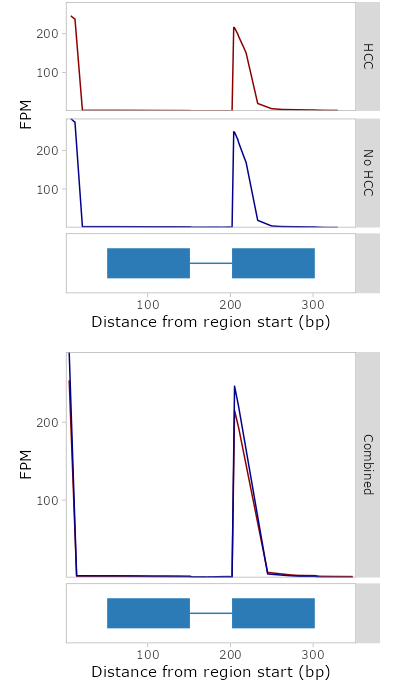 FPM
200
100
HCC
200
100
No HCC
100 200 300
Distance from region start (bp)
FPM
200
100
Combined
100 200 300
Distance from region start (bp)